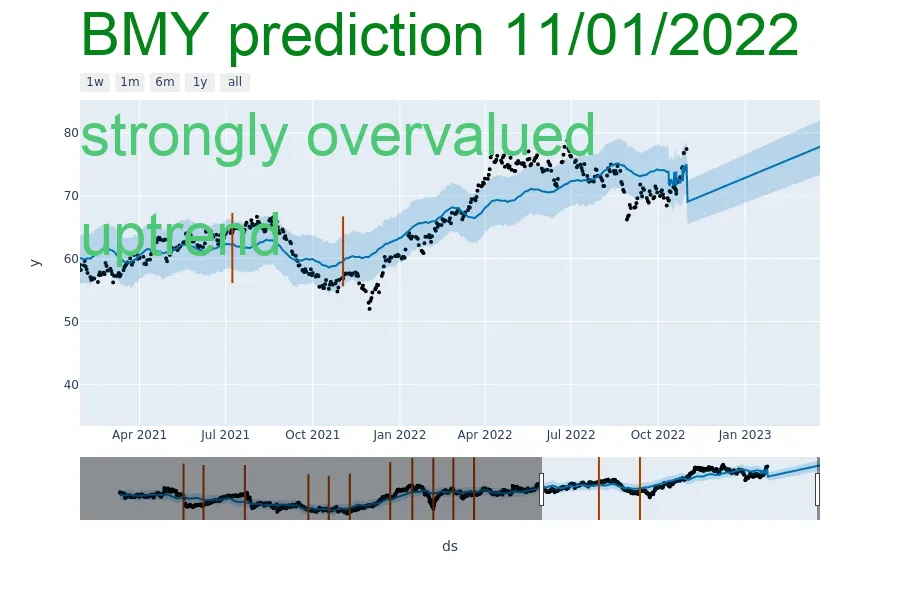 BMY prediction 11/01/2022
1w 1m 6m 1y all
strongly overvalued
80
70
uptrend
60
y
50
40
Apr 2021 Jul 2021 Oct 2021 Jan 2022 Apr 2022 Jul 2022 Oct 2022 Jan 2023
ds